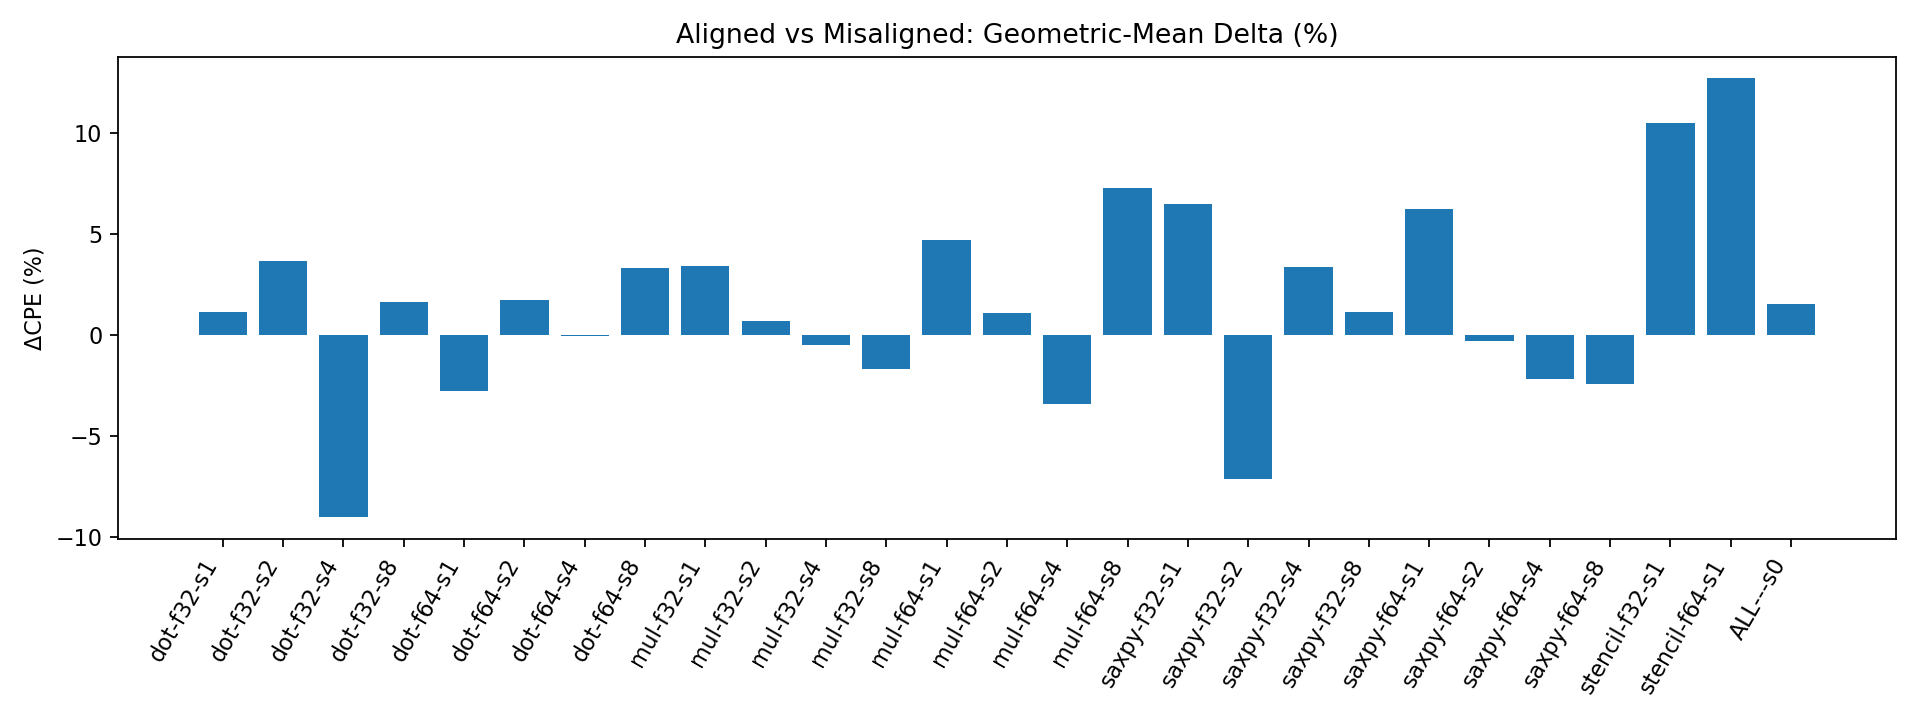 Aligned vs Misaligned: Geometric-Mean Delta (%)
ΔCPE (%)
10
5
0
−5
−10
dot-f32-s1
dot-f32-s2
dot-f32-s4
dot-f32-s8
dot-f64-s1
dot-f64-s2
dot-f64-s4
dot-f64-s8
mul-f32-s1
mul-f32-s2
mul-f32-s4
mul-f32-s8
mul-f64-s1
mul-f64-s2
mul-f64-s4
mul-f64-s8
saxpy-f32-s1
saxpy-f32-s2
saxpy-f32-s4
saxpy-f32-s8
saxpy-f64-s1
saxpy-f64-s2
saxpy-f64-s4
saxpy-f64-s8
stencil-f32-s1
stencil-f64-s1
ALL---s0